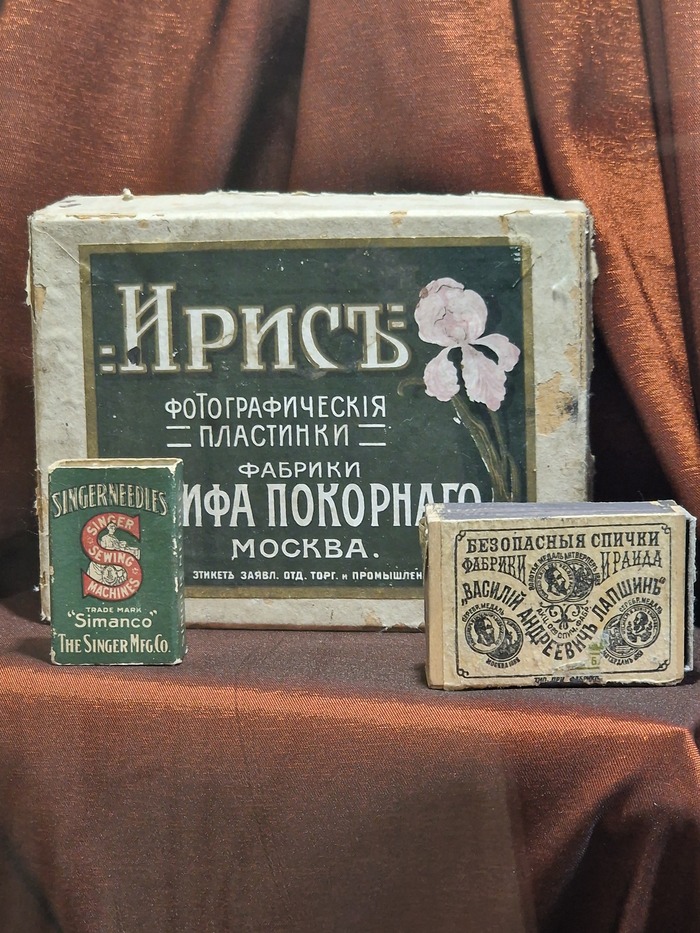 Ирисъ
фотографическія
пластинки
фабрики
ИФА ПОКОРНАГО
МОСКВА.
ЭТИКЕТЪ ЗАЯВЛ. ОТД. ТОРГ. и ПРОМЫШЛЕН
SINGER NEEDLES
SINGER
SEWING
MACHINES
TRADE MARK
"Simanco"
THE SINGER MFG. CO.
БЕЗОПАСНЫЯ СПИЧКИ
ФАБРИКИ ИРАИДА
ВАСИЛІЙ АНДРЕЕВИЧЪ ЛАПШИНЪ